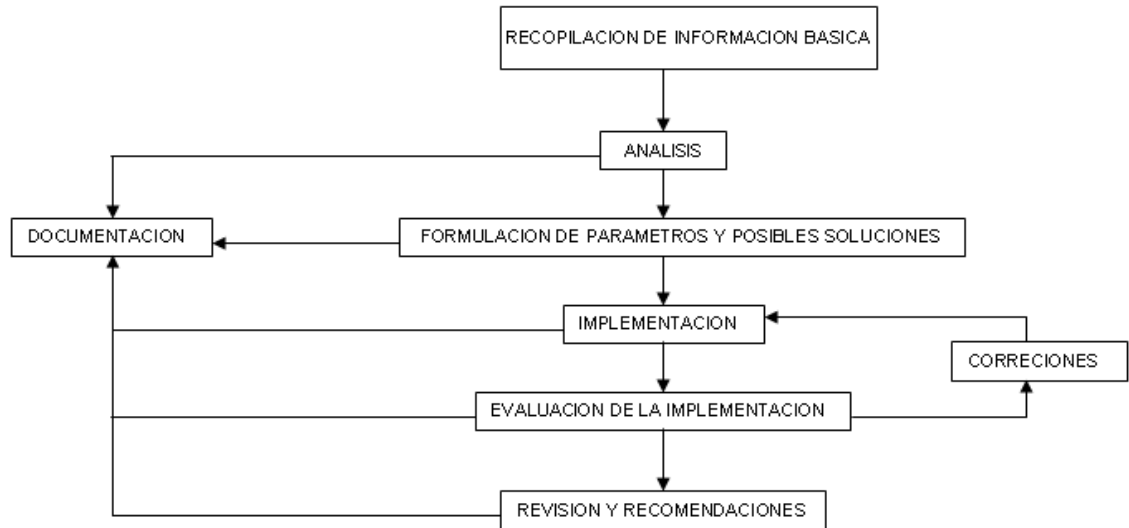 RECOPILACION DE INFORMACION BASICA
ANALISIS
DOCUMENTACION
FORMULACION DE PARAMETROS Y POSIBLES SOLUCIONES
IMPLEMENTACION
CORRECIONES
EVALUACION DE LA IMPLEMENTACION
REVISION Y RECOMENDACIONES